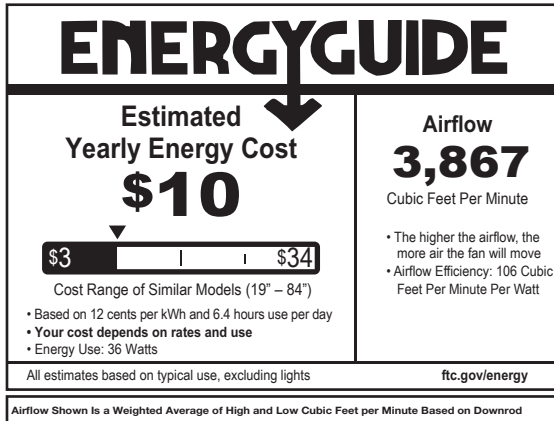 ENERGYGUIDE
Estimated
Yearly Energy Cost
$10
$3
$34
Cost Range of Similar Models (19” – 84”)
• Based on 12 cents per kWh and 6.4 hours use per day
• Your cost depends on rates and use
• Energy Use: 36 Watts
Airflow
3,867
Cubic Feet Per Minute
• The higher the airflow, the
more air the fan will move
• Airflow Efficiency: 106 Cubic
Feet Per Minute Per Watt
All estimates based on typical use, excluding lights
ftc.gov/energy
Airflow Shown Is a Weighted Average of High and Low Cubic Feet per Minute Based on Downrod